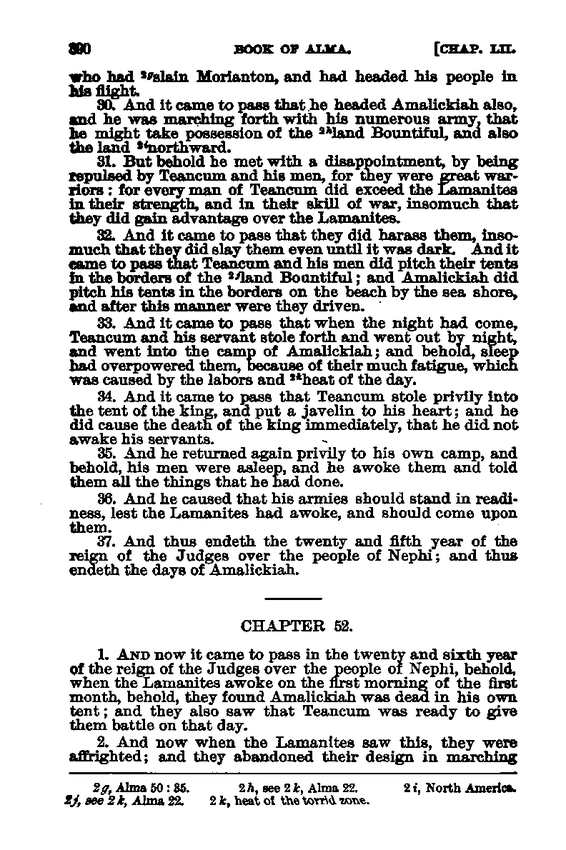 390 BOOK OF ALMA. [CHAP. LII.
who had ²ᵍslain Morianton, and had headed his people in
his flight.
30. And it came to pass that he headed Amalickiah also,
and he was marching forth with his numerous army, that
he might take possession of the ²ʰland Bountiful, and also
the land ²ⁱnorthward.
31. But behold he met with a disappointment, by being
repulsed by Teancum and his men, for they were great war-
riors: for every man of Teancum did exceed the Lamanites
in their strength, and in their skill of war, insomuch that
they did gain advantage over the Lamanites.
32. And it came to pass that they did harass them, inso-
much that they did slay them even until it was dark. And it
came to pass that Teancum and his men did pitch their tents
in the borders of the ²ʲland Bountiful; and Amalickiah did
pitch his tents in the borders on the beach by the sea shore,
and after this manner were they driven.
33. And it came to pass that when the night had come,
Teancum and his servant stole forth and went out by night,
and went into the camp of Amalickiah; and behold, sleep
had overpowered them, because of their much fatigue, which
was caused by the labors and ²ᵏheat of the day.
34. And it came to pass that Teancum stole privily into
the tent of the king, and put a javelin to his heart; and he
did cause the death of the king immediately, that he did not
awake his servants.
35. And he returned again privily to his own camp, and
behold, his men were asleep, and he awoke them and told
them all the things that he had done.
36. And he caused that his armies should stand in readi-
ness, lest the Lamanites had awoke, and should come upon
them.
37. And thus endeth the twenty and fifth year of the
reign of the Judges over the people of Nephi; and thus
endeth the days of Amalickiah.
CHAPTER 52.
1. AND now it came to pass in the twenty and sixth year
of the reign of the Judges over the people of Nephi, behold,
when the Lamanites awoke on the first morning of the first
month, behold, they found Amalickiah was dead in his own
tent; and they also saw that Teancum was ready to give
them battle on that day.
2. And now when the Lamanites saw this, they were
affrighted; and they abandoned their design in marching
2g, Alma 50 : 35. 2h, see 2k, Alma 22. 2i, North America.
2j, see 2k, Alma 22. 2k, heat of the torrid zone.